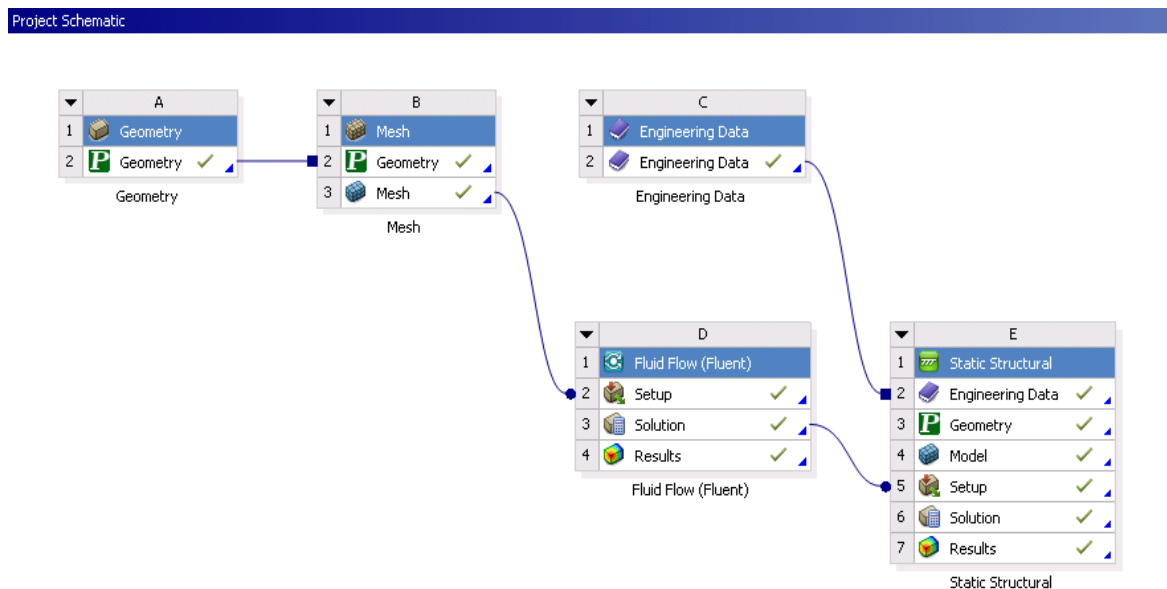 Project Schematic
A
1 Geometry
2 P Geometry
Geometry
B
1 Mesh
2 P Geometry
3 Mesh
Mesh
C
1 Engineering Data
2 Engineering Data
Engineering Data
D
1 Fluid Flow (Fluent)
2 Setup
3 Solution
4 Results
Fluid Flow (Fluent)
E
1 Static Structural
2 Engineering Data
3 P Geometry
4 Model
5 Setup
6 Solution
7 Results
Static Structural